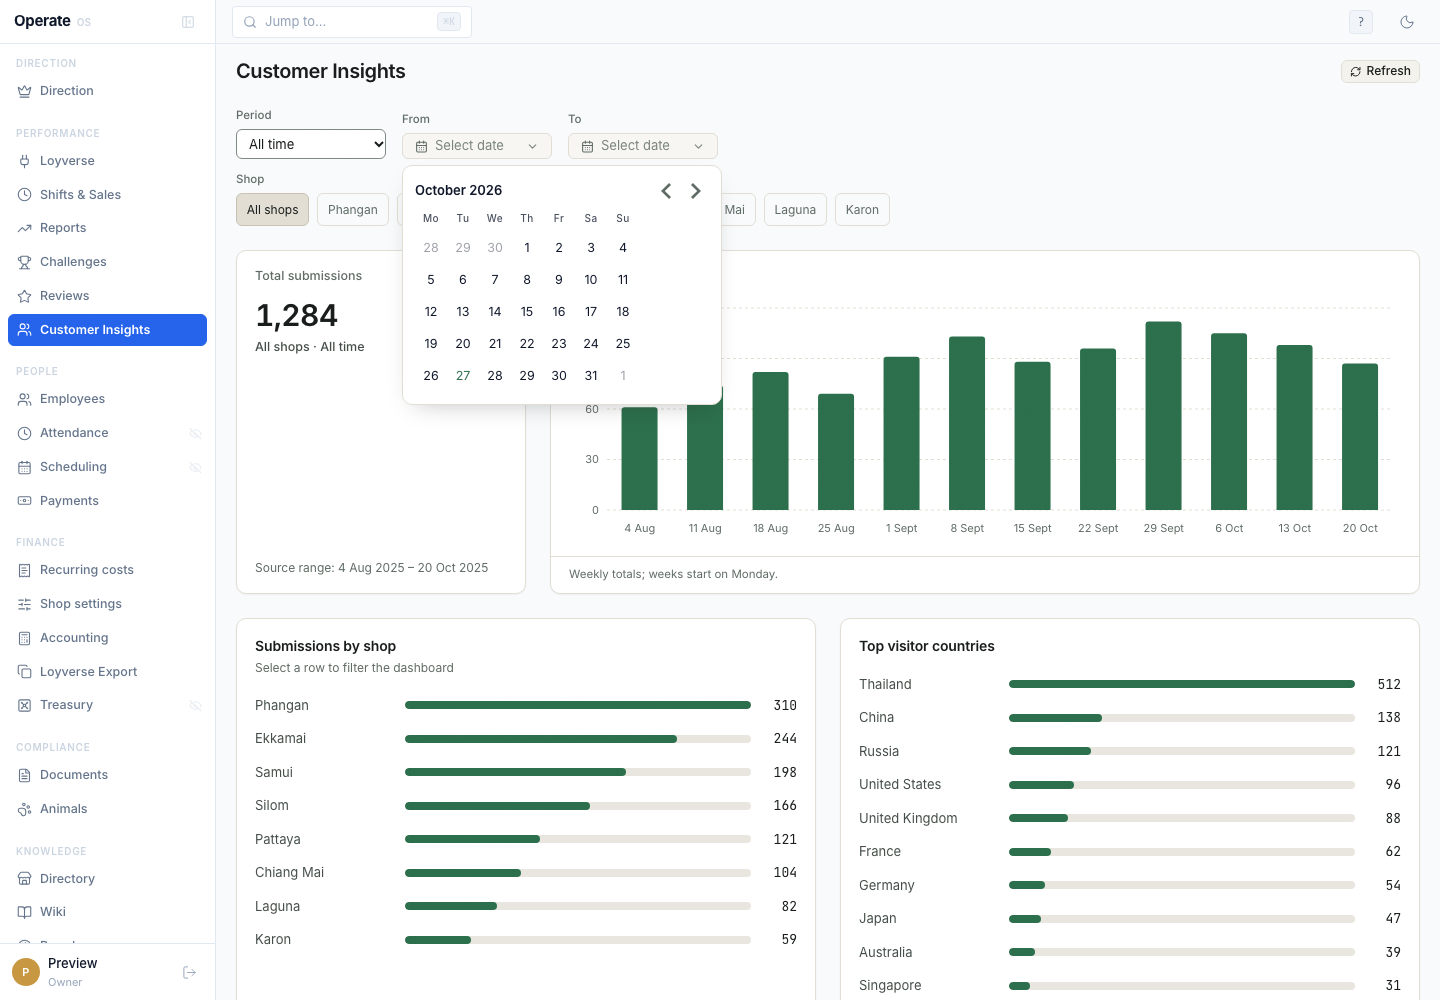 Operate OS
Jump to...
⌘K
?
DIRECTION
Direction
PERFORMANCE
Loyverse
Shifts & Sales
Reports
Challenges
Reviews
Customer Insights
PEOPLE
Employees
Attendance
Scheduling
Payments
FINANCE
Recurring costs
Shop settings
Accounting
Loyverse Export
Treasury
COMPLIANCE
Documents
Animals
KNOWLEDGE
Directory
Wiki
P
Preview
Owner
Customer Insights
Refresh
Period
From
To
All time
Select date
Select date
Shop
All shops
Phangan
Mai
Laguna
Karon
October 2026
Mo Tu We Th Fr Sa Su
28 29 30 1 2 3 4
5 6 7 8 9 10 11
12 13 14 15 16 17 18
19 20 21 22 23 24 25
26 27 28 29 30 31 1
Total submissions
1,284
All shops · All time
Source range: 4 Aug 2025 – 20 Oct 2025
60
30
0
4 Aug 11 Aug 18 Aug 25 Aug 1 Sept 8 Sept 15 Sept 22 Sept 29 Sept 6 Oct 13 Oct 20 Oct
Weekly totals; weeks start on Monday.
Submissions by shop
Select a row to filter the dashboard
Phangan 310
Ekkamai 244
Samui 198
Silom 166
Pattaya 121
Chiang Mai 104
Laguna 82
Karon 59
Top visitor countries
Thailand 512
China 138
Russia 121
United States 96
United Kingdom 88
France 62
Germany 54
Japan 47
Australia 39
Singapore 31